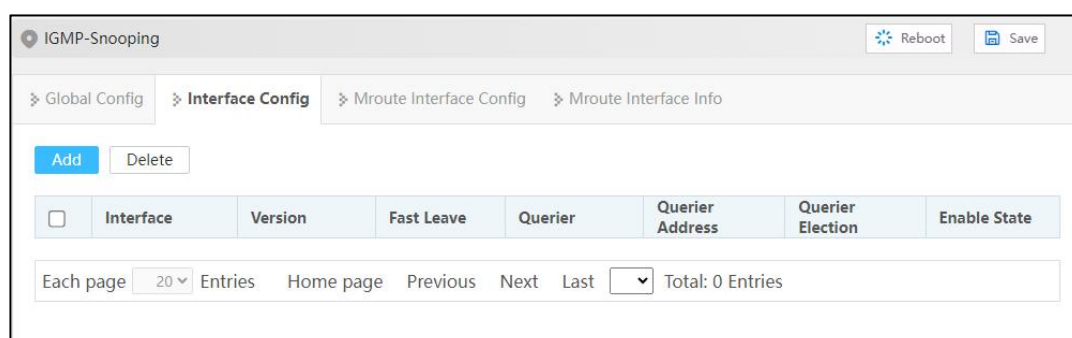 IGMP-Snooping Reboot Save
Global Config Interface Config Mroute Interface Config Mroute Interface Info
Add Delete
Interface Version Fast Leave Querier Querier Address Querier Election Enable State
Each page 20 Entries Home page Previous Next Last Total: 0 Entries